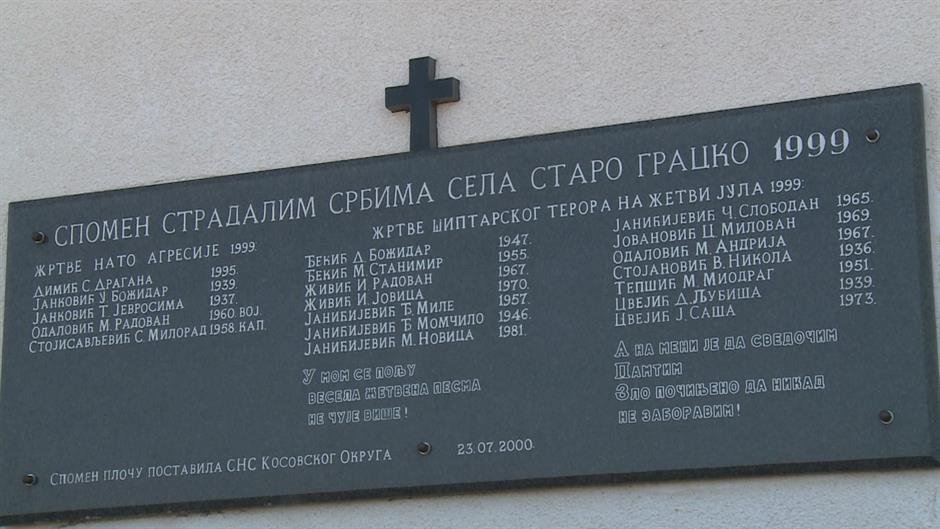 СПОМЕН СТРАДАЛИМ СРБИМА СЕЛА СТАРО ГРАЦКО 1999
ЖРТВЕ НАТО АГРЕСИЈЕ 1999:
ДИМИЋ С. ДРАГАНА 1995.
ЈАНКОВИЋ У. БОЖИДАР 1939.
ЈАНКОВИЋ Т. ЈЕВРОСИМА 1937.
ОДАЛОВИЋ М. РАДОВАН 1960. ВОЈ.
СТОЈИСАВЉЕВИЋ С. МИЛОРАД 1958. КАП.
ЖРТВЕ ШИПТАРСКОГ ТЕРОРА НА ЖЕТВИ ЈУЛА 1999:
ЂЕКИЋ Д. БОЖИДАР 1947.
ЂЕКИЋ М. СТАНИМИР 1955.
ЖИВИЋ И. РАДОВАН 1967.
ЖИВИЋ И. ЈОВИЦА 1970.
ЈАНИЋИЈЕВИЋ Ђ. МИЛЕ 1957.
ЈАНИЋИЈЕВИЋ Ђ. МОМЧИЛО 1946.
ЈАНИЋИЈЕВИЋ М. НОВИЦА 1981.
ЈАНИЋИЈЕВИЋ Ч. СЛОБОДАН 1965.
ЈОВАНОВИЋ Ц. МИЛОВАН 1969.
ОДАЛОВИЋ М. АНДРИЈА 1967.
СТОЈАНОВИЋ В. НИКОЛА 1936.
ТЕПШИЋ М. МИОДРАГ 1951.
ЦВЕЈИЋ Д. ЉУБИША 1939.
ЦВЕЈИЋ Ј. САША 1973.
У МОМ СЕ ПОЉУ
ВЕСЕЛА ЖЕТВЕНА ПЕСМА
НЕ ЧУЈЕ ВИШЕ!
А НА МЕНИ ЈЕ ДА СВЕДОЧИМ
ПАМТИМ
ЗЛО ПОЧИЊЕНО ДА НИКАД
НЕ ЗАБОРАВИМ!
СПОМЕН ПЛОЧУ ПОСТАВИЛА СНС КОСОВСКОГ ОКРУГА 23.07.2000.